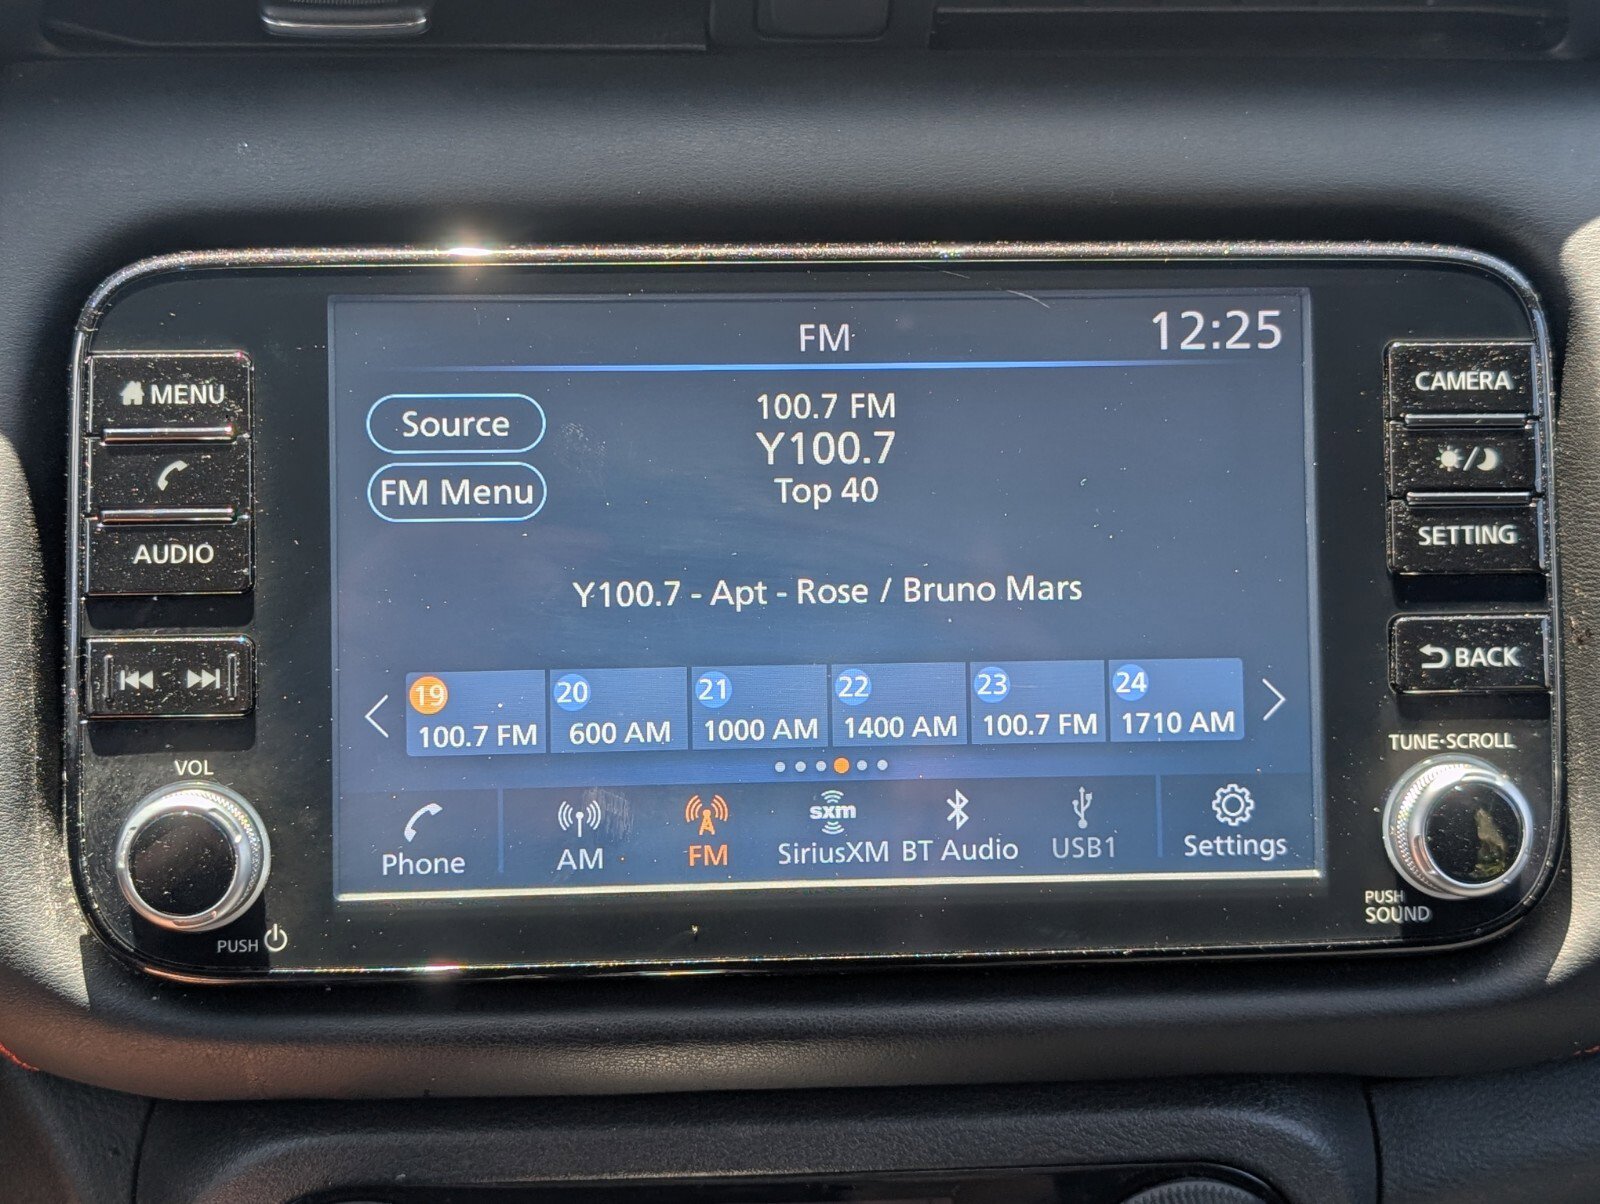 FM
12:25
MENU
CAMERA
Source
100.7 FM
Y100.7
FM Menu
Top 40
AUDIO
SETTING
Y100.7 - Apt - Rose / Bruno Mars
BACK
19
20
21
22
23
24
100.7 FM
600 AM
1000 AM
1400 AM
100.7 FM
1710 AM
VOL
TUNE·SCROLL
sxm
Phone
AM
FM
SiriusXM
BT Audio
USB1
Settings
PUSH
PUSH
SOUND